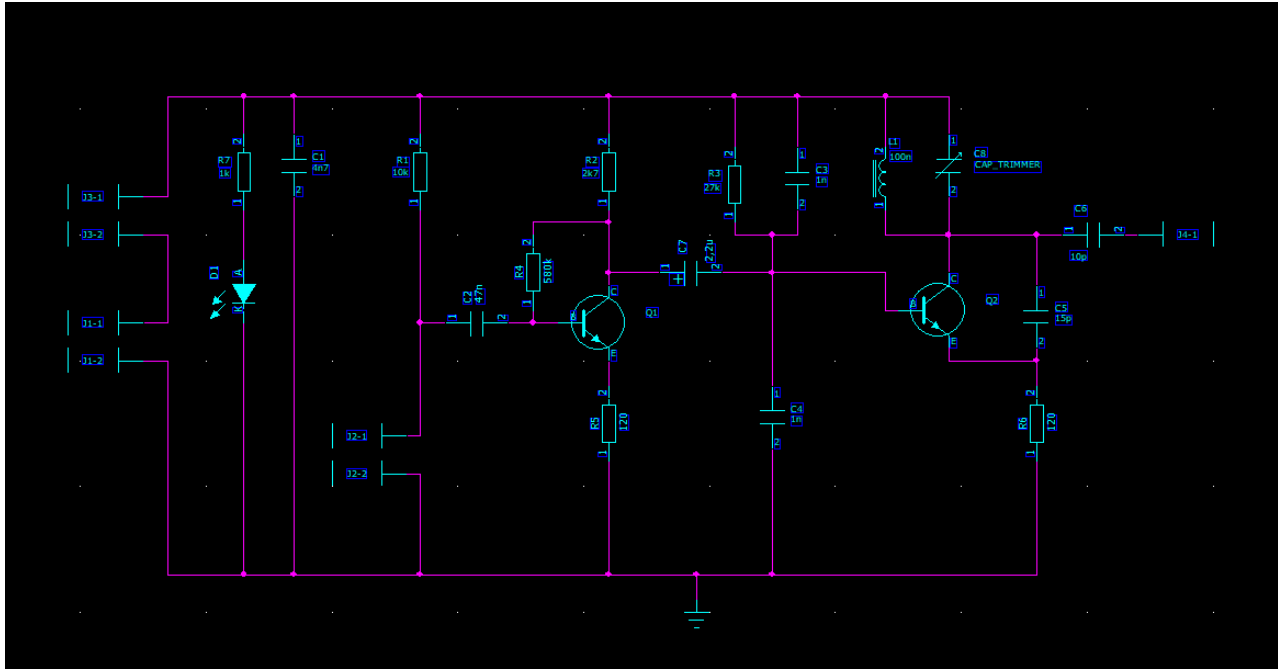 2
R7
1k
1
1
C1
4n7
2
2
R1
10k
1
2
R2
2k7
1
2
R3
27k
1
1
C3
1n
2
L1
2
100n
1
1
C8
CAP_TRIMMER
2
J3-1
J3-2
J1-1
J1-2
D1
A
K
2
R4
580k
1
C2
47n
1
2
B
C
E
Q1
C7
2,2u
1
2
B
C
E
Q2
C6
1
2
10p
J4-1
1
C5
15p
2
J2-1
J2-2
2
R5
120
1
1
C4
1n
2
2
R6
120
1